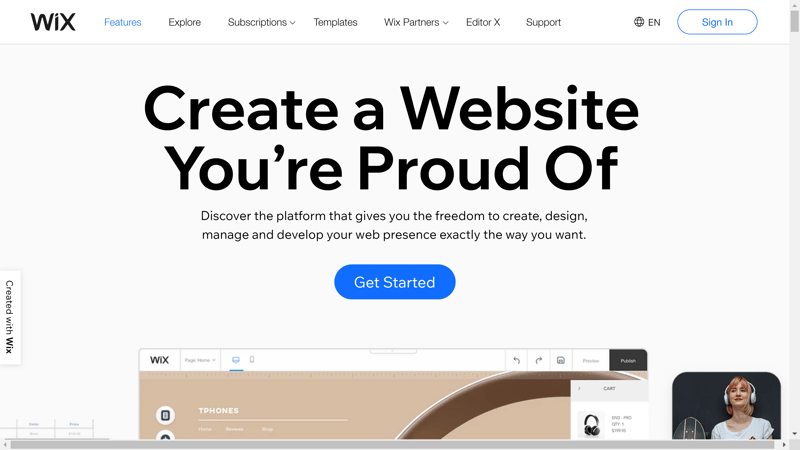 WiX Features Explore Subscriptions Templates Wix Partners Editor X Support EN Sign In
Create a Website
You’re Proud Of
Discover the platform that gives you the freedom to create, design,
manage and develop your web presence exactly the way you want.
Get Started
Created with Wix
WiX Page: Home Preview Publish
CART
TPHONES
Home Reviews Shop
SND - PRO
QTY: 1
$199.95